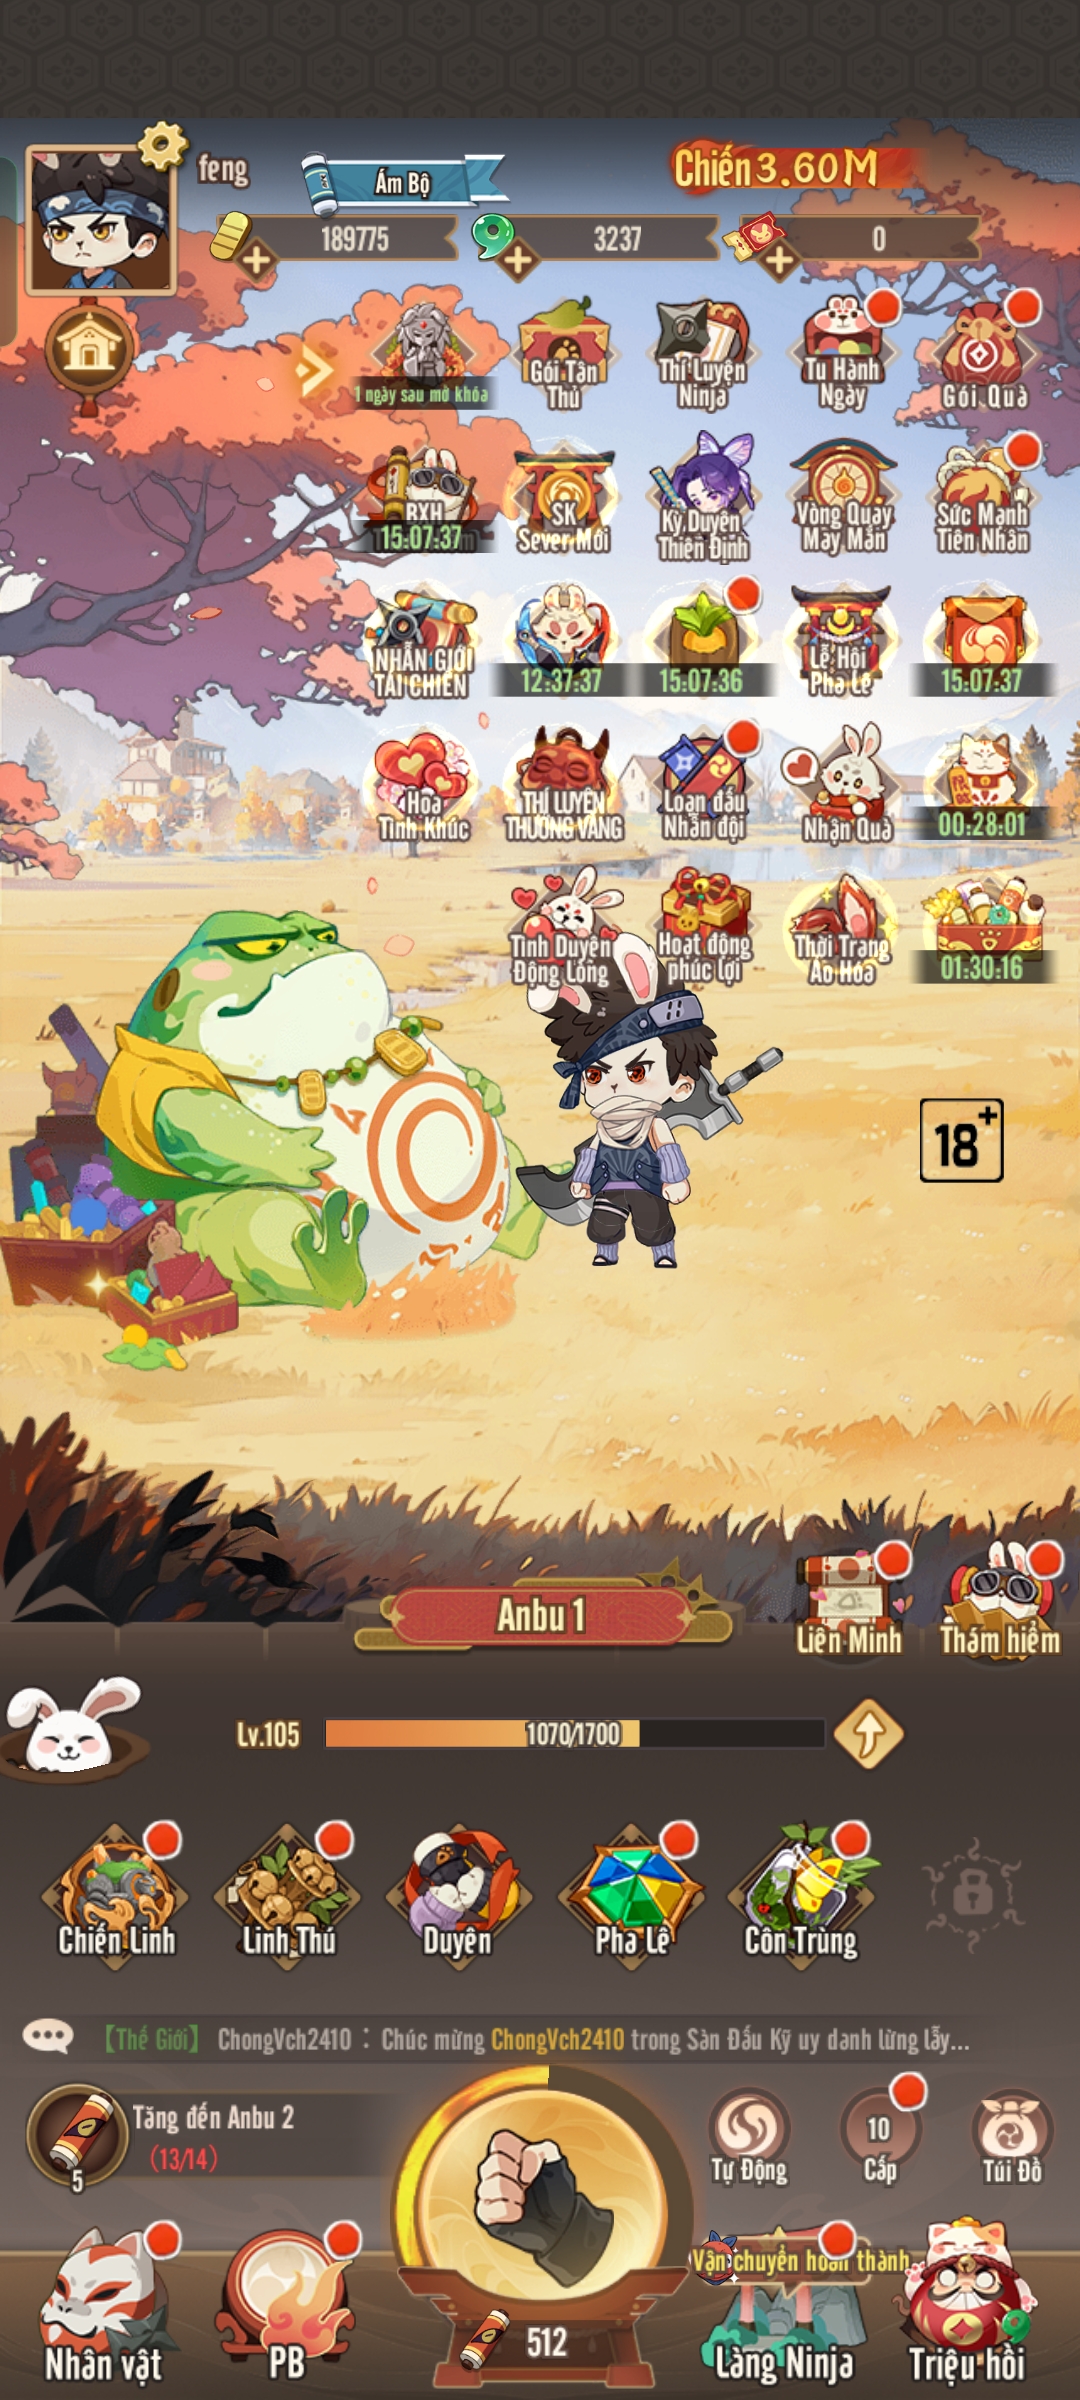 feng
Ám Bộ
Chiến 3.60M
189775
3237
0
1 ngày sau mở khóa
Gói Tân
Thủ
Thí Luyện
Ninja
Tu Hành
Ngày
Gói Quà
BXH
15:07:37
SK
Sever Mới
Kỳ Duyên
Thiên Định
Vòng Quay
May Mắn
Sức Mạnh
Tiên Nhân
NHẪN GIỚI
TÁI CHIẾN
12:37:37
15:07:36
Lễ Hội
Pha Lê
15:07:37
Hoa
Tình Khúc
THÍ LUYỆN
THƯỢNG VÀNG
Loạn đấu
Nhẫn đội
Nhận Quà
00:28:01
Tình Duyên
Động Lòng
Hoạt động
phúc lợi
Thời Trang
Áo Hóa
01:30:16
18+
Anbu 1
Liên Minh
Thám hiểm
Lv.105
1070/1700
Chiến Linh
Linh Thú
Duyên
Pha Lê
Côn Trùng
【Thế Giới】 ChongVch2410 : Chúc mừng ChongVch2410 trong Sàn Đấu Kỹ uy danh lừng lẫy...
Tăng đến Anbu 2
(13/14)
5
Tự Động
10
Cấp
Túi Đồ
Vận chuyển hoàn thành
Nhân vật
PB
512
Làng Ninja
Triệu hồi